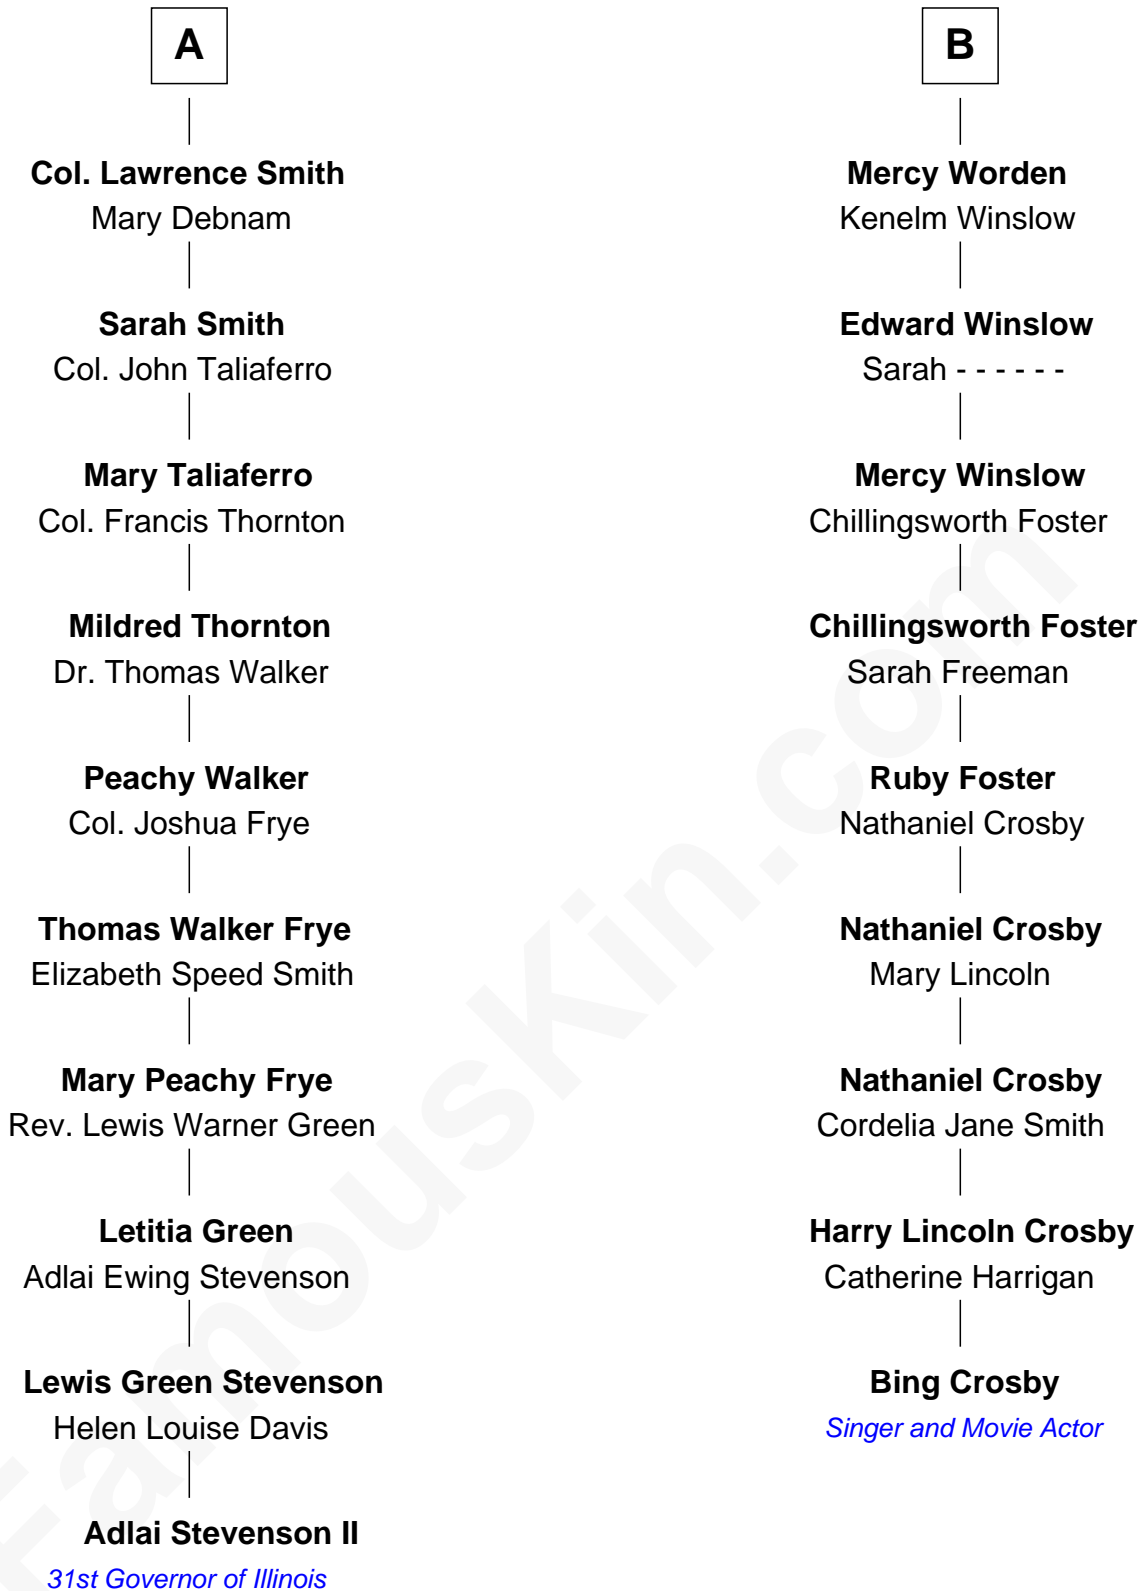 A
Col. Lawrence Smith
Mary Debnam
Sarah Smith
Col. John Taliaferro
Mary Taliaferro
Col. Francis Thornton
Mildred Thornton
Dr. Thomas Walker
Peachy Walker
Col. Joshua Frye
Thomas Walker Frye
Elizabeth Speed Smith
Mary Peachy Frye
Rev. Lewis Warner Green
Letitia Green
Adlai Ewing Stevenson
Lewis Green Stevenson
Helen Louise Davis
Adlai Stevenson II
31st Governor of Illinois
B
Mercy Worden
Kenelm Winslow
Edward Winslow
Sarah - - - - - -
Mercy Winslow
Chillingsworth Foster
Chillingsworth Foster
Sarah Freeman
Ruby Foster
Nathaniel Crosby
Nathaniel Crosby
Mary Lincoln
Nathaniel Crosby
Cordelia Jane Smith
Harry Lincoln Crosby
Catherine Harrigan
Bing Crosby
Singer and Movie Actor
FamousKin.com